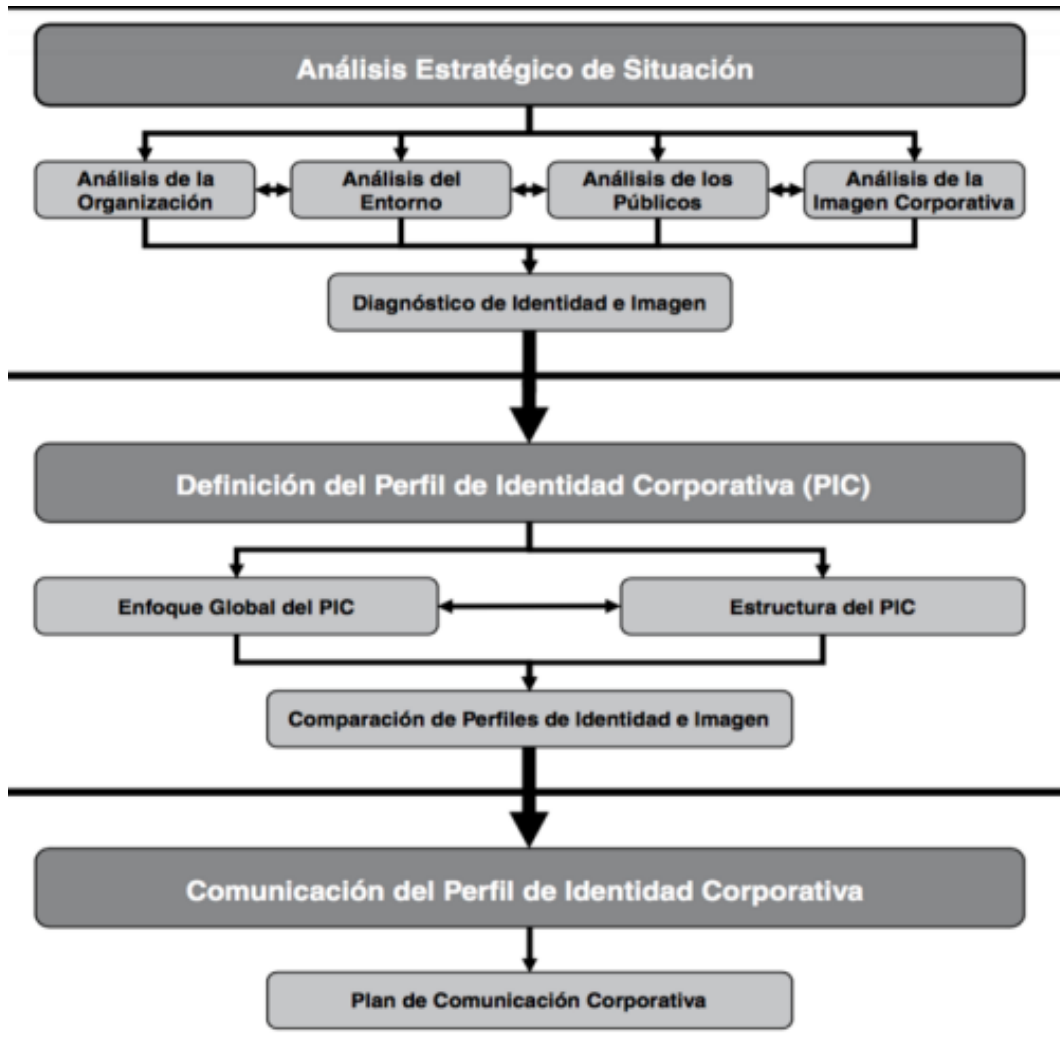 Análisis Estratégico de Situación
Análisis de la
Organización
Análisis del
Entorno
Análisis de los
Públicos
Análisis de la
Imagen Corporativa
Diagnóstico de Identidad e Imagen
Definición del Perfil de Identidad Corporativa (PIC)
Enfoque Global del PIC
Estructura del PIC
Comparación de Perfiles de Identidad e Imagen
Comunicación del Perfil de Identidad Corporativa
Plan de Comunicación Corporativa